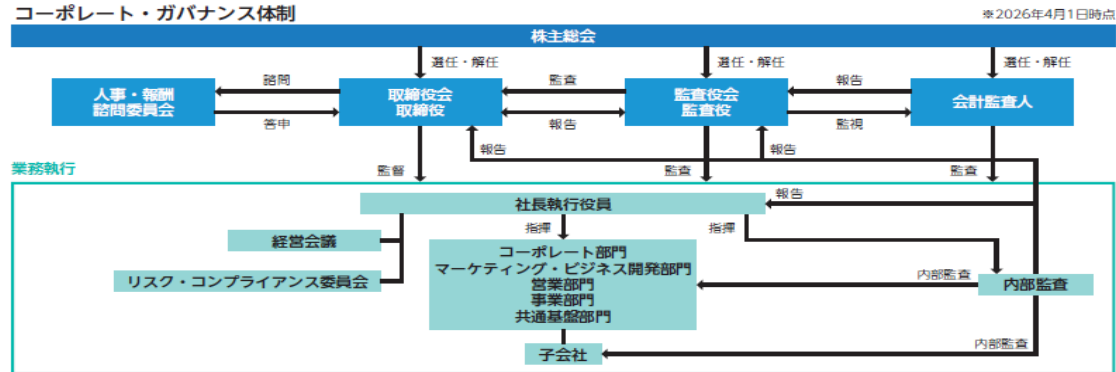 コーポレート・ガバナンス体制
※2026年4月1日時点
株主総会
選任・解任
選任・解任
選任・解任
人事・報酬
諮問委員会
諮問
答申
取締役会
取締役
監査
報告
監査役会
監査役
報告
監視
会計監査人
報告
報告
業務執行
監督
監査
監査
社長執行役員
報告
経営会議
リスク・コンプライアンス委員会
指揮
指揮
コーポレート部門
マーケティング・ビジネス開発部門
営業部門
事業部門
共通基盤部門
内部監査
内部監査
子会社
内部監査